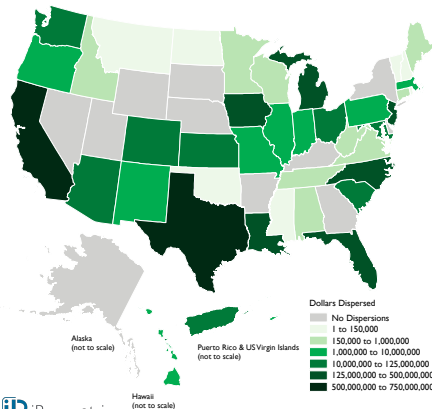 Alaska
(not to scale)
Hawaii
(not to scale)
Puerto Rico & US Virgin Islands
(not to scale)
Dollars Dispersed
No Dispersions
1 to 150,000
150,000 to 1,000,000
1,000,000 to 10,000,000
10,000,000 to 125,000,000
125,000,000 to 500,000,000
500,000,000 to 750,000,000